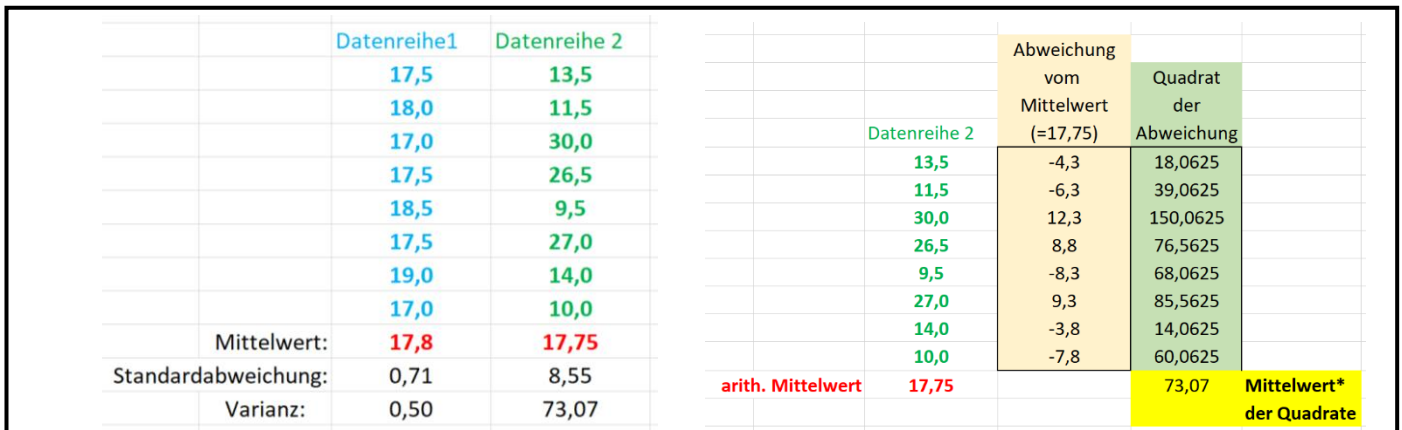 Datenreihe1 Datenreihe 2
17,5 13,5
18,0 11,5
17,0 30,0
17,5 26,5
18,5 9,5
17,5 27,0
19,0 14,0
17,0 10,0
Mittelwert: 17,8 17,75
Standardabweichung: 0,71 8,55
Varianz: 0,50 73,07
Abweichung
vom Quadrat
Mittelwert der
Datenreihe 2 (=17,75) Abweichung
13,5 -4,3 18,0625
11,5 -6,3 39,0625
30,0 12,3 150,0625
26,5 8,8 76,5625
9,5 -8,3 68,0625
27,0 9,3 85,5625
14,0 -3,8 14,0625
10,0 -7,8 60,0625
arith. Mittelwert 17,75 73,07 Mittelwert*
der Quadrate